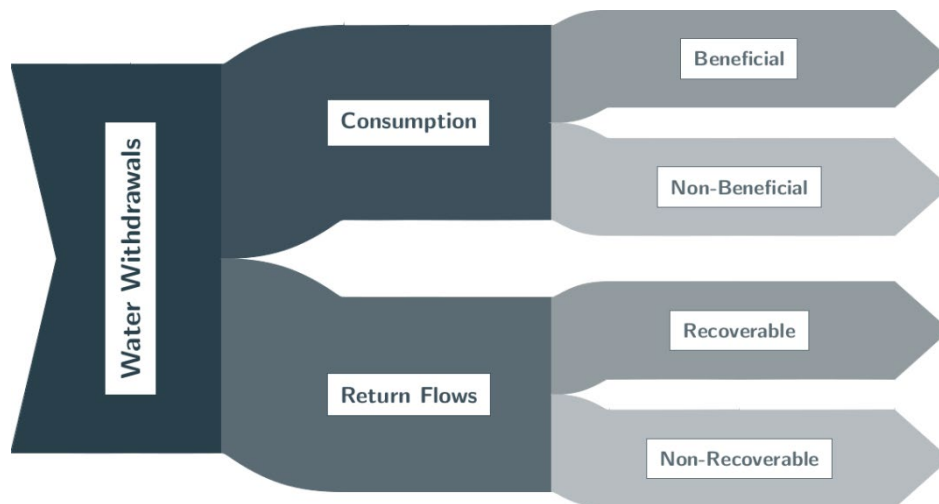 Water Withdrawals
Consumption
Beneficial
Non-Beneficial
Return Flows
Recoverable
Non-Recoverable